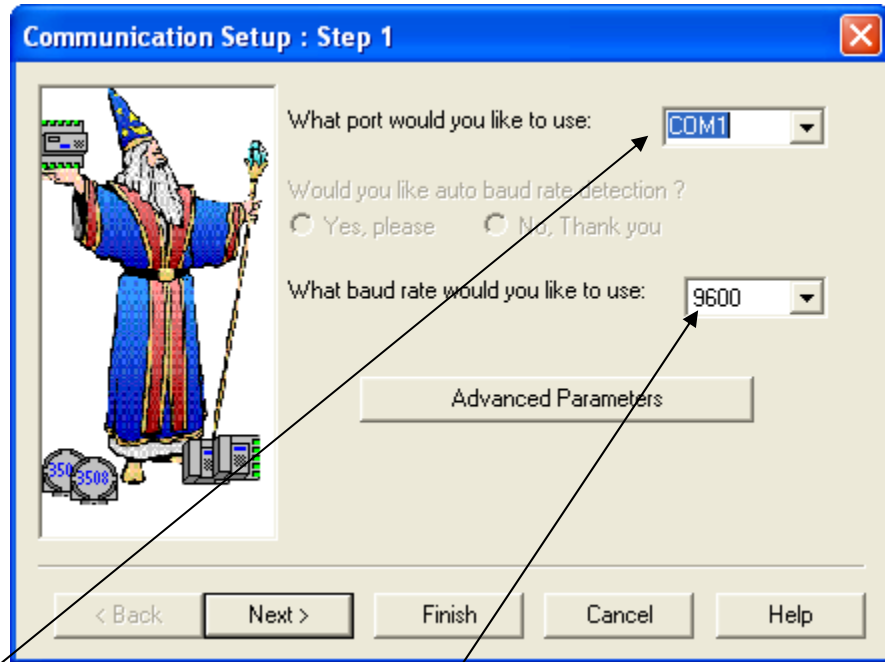 Communication Setup : Step 1
What port would you like to use:
COM1
Would you like auto baud rate detection ?
Yes, please
No, Thank you
What baud rate would you like to use:
9600
Advanced Parameters
350
3508
< Back
Next >
Finish
Cancel
Help